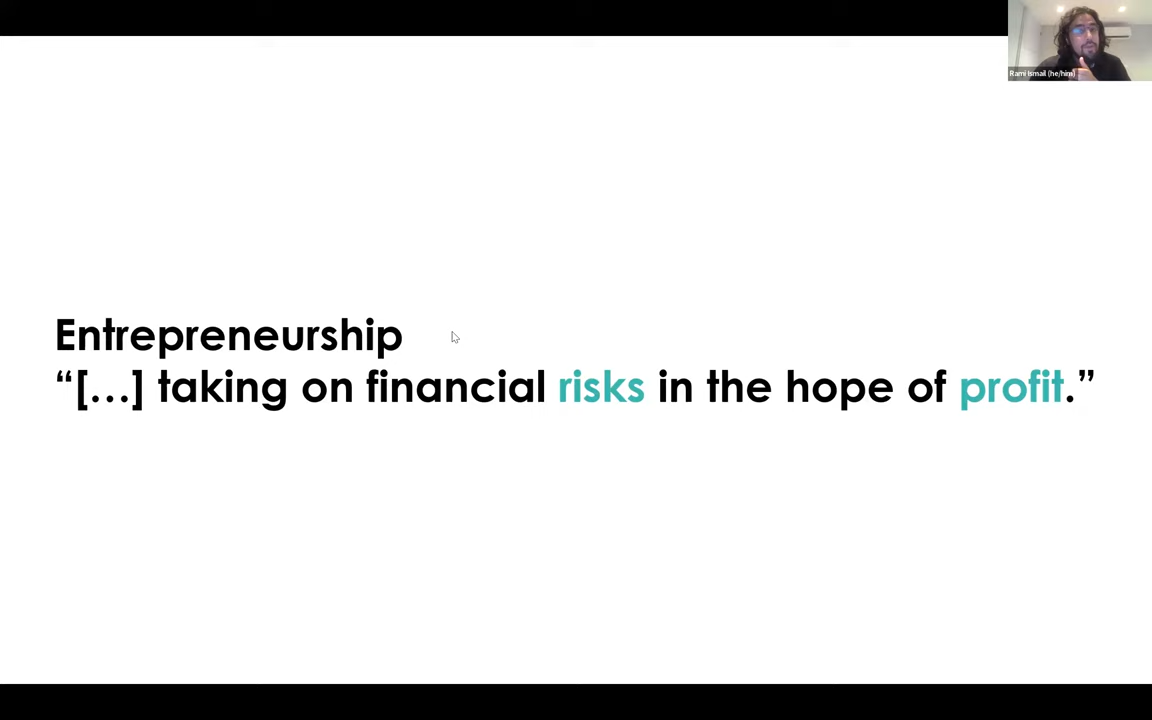 Rami Ismail (he/him)
Entrepreneurship
“[…] taking on financial risks in the hope of profit.”